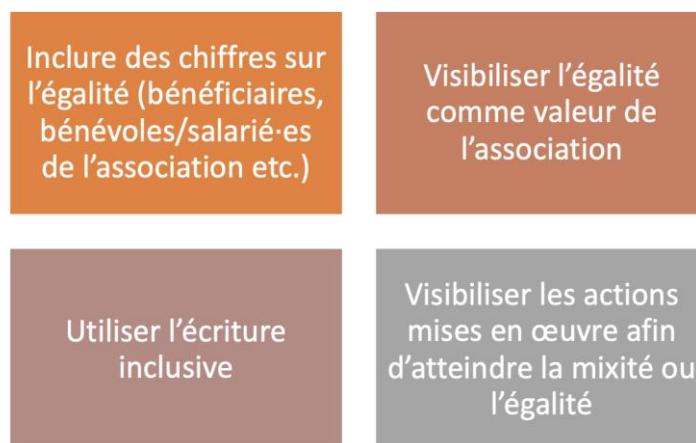 Inclure des chiffres sur
l’égalité (bénéficiaires,
bénévoles/salarié·es
de l’association etc.)
Visibiliser l’égalité
comme valeur de
l’association
Utiliser l’écriture
inclusive
Visibiliser les actions
mises en œuvre afin
d’atteindre la mixité ou
l’égalité